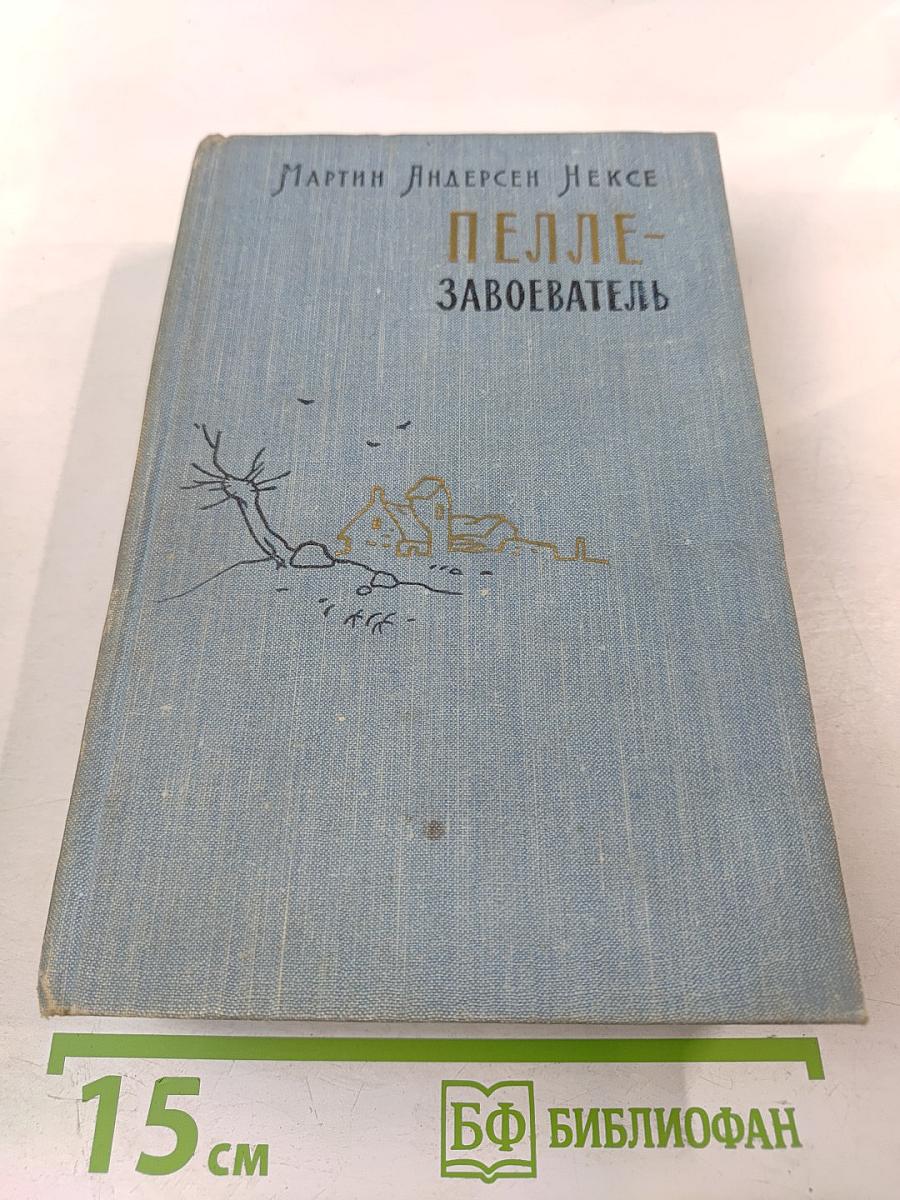 Мартин Андерсен Нексе
ПЕЛЛЕ-
ЗАВОЕВАТЕЛЬ
15 см
БФ БИБЛИОФАН